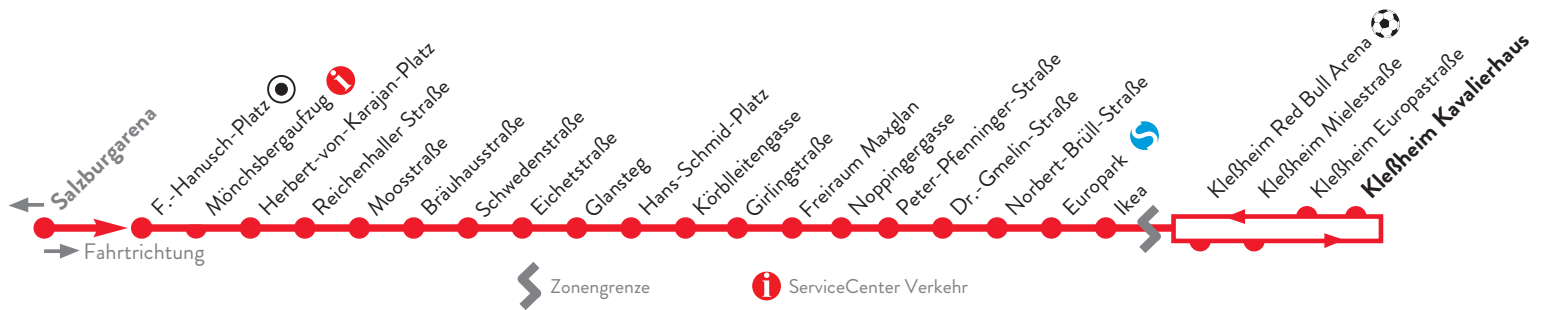 Salzburgarena
F.-Hanusch-Platz
Mönchsbergaufzug
Herbert-von-Karajan-Platz
Reichenhaller Straße
Moosstraße
Bräuhausstraße
Schwedenstraße
Eichetstraße
Glansteg
Hans-Schmid-Platz
Körblleitengasse
Girlingstraße
Freiraum Maxglan
Noppingergasse
Peter-Pfenninger-Straße
Dr.-Gmelin-Straße
Norbert-Brüll-Straße
Europark
Ikea
Kleßheim Red Bull Arena
Kleßheim Mielestraße
Kleßheim Europastraße
Kleßheim Kavalierhaus
Fahrtrichtung
Zonengrenze
i ServiceCenter Verkehr